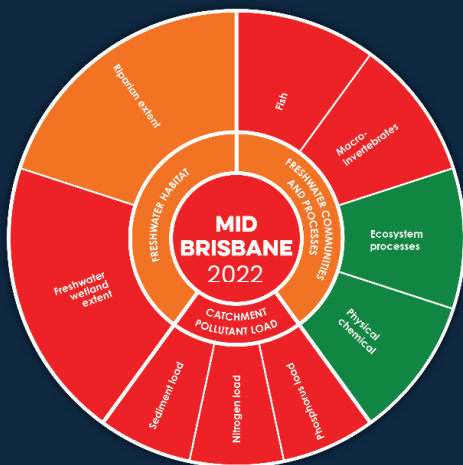 MID
BRISBANE
2022
FRESHWATER HABITAT
FRESHWATER COMMUNITIES
AND PROCESSES
CATCHMENT
POLLUTANT LOAD
Riparian extent
Fish
Macro-
invertebrates
Ecosystem
processes
Physical
chemical
Phosphorus load
Nitrogen load
Sediment load
Freshwater
wetland
extent